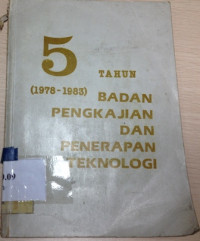 5 TAHUN
(1978-1983) BADAN
PENGKAJIAN
DAN
PENERAPAN
TEKNOLOGI